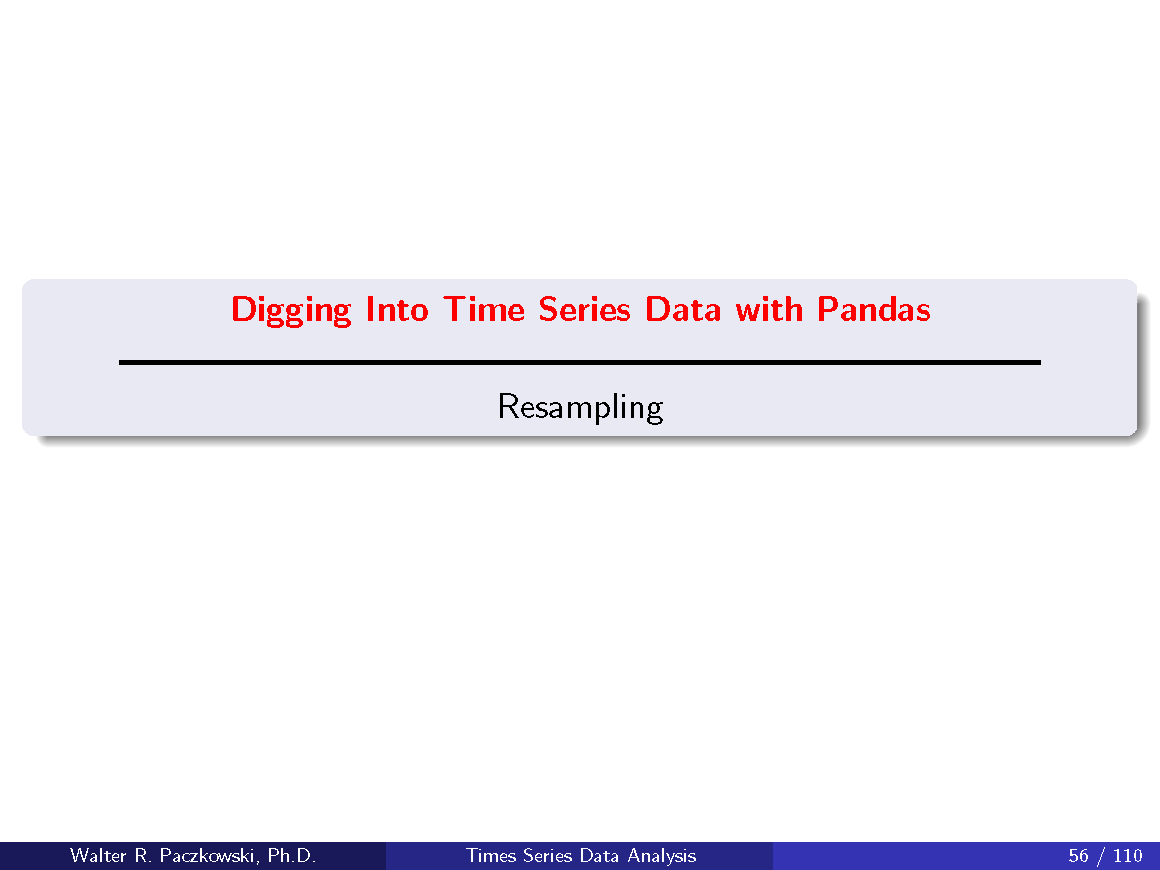 Digging Into Time Series Data with Pandas
Resampling
Walter R. Paczkowski, Ph.D.
Times Series Data Analysis
56 / 110